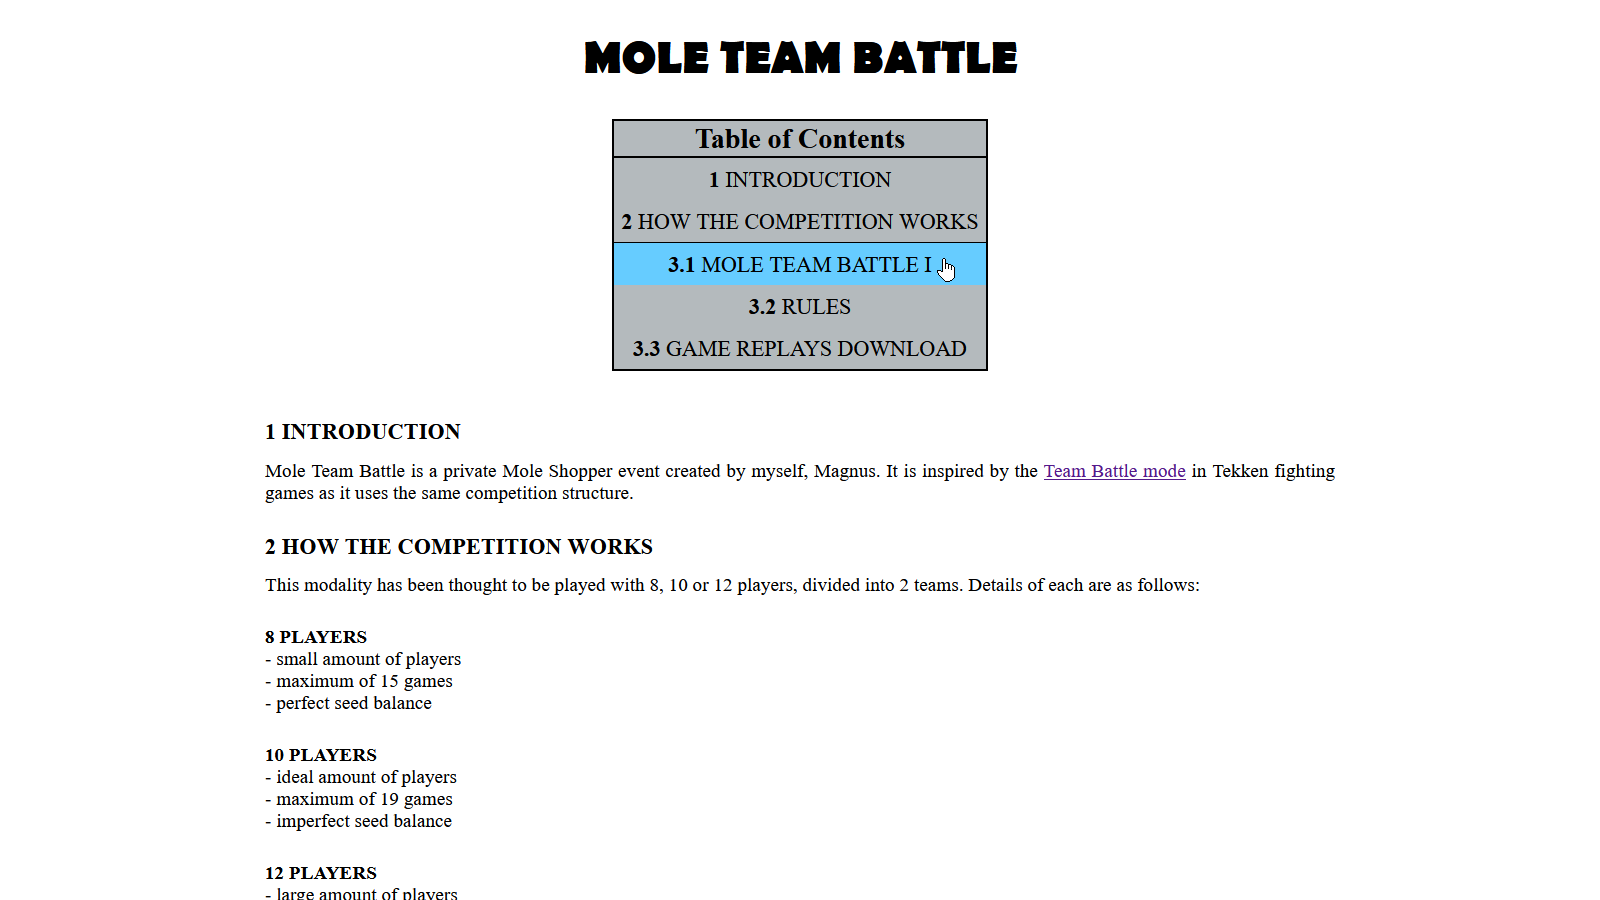 MOLE TEAM BATTLE
Table of Contents
1 INTRODUCTION
2 HOW THE COMPETITION WORKS
3.1 MOLE TEAM BATTLE I
3.2 RULES
3.3 GAME REPLAYS DOWNLOAD
1 INTRODUCTION
Mole Team Battle is a private Mole Shopper event created by myself, Magnus. It is inspired by the Team Battle mode in Tekken fighting
games as it uses the same competition structure.
2 HOW THE COMPETITION WORKS
This modality has been thought to be played with 8, 10 or 12 players, divided into 2 teams. Details of each are as follows:
8 PLAYERS
- small amount of players
- maximum of 15 games
- perfect seed balance
10 PLAYERS
- ideal amount of players
- maximum of 19 games
- imperfect seed balance
12 PLAYERS
- large amount of players